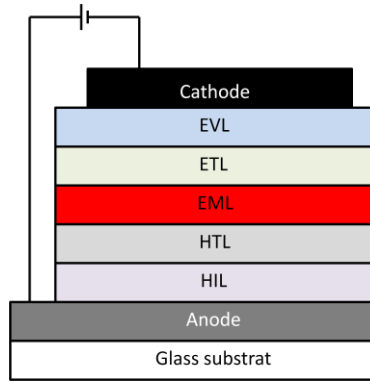 Cathode
EVL
ETL
EML
HTL
HIL
Anode
Glass substrat